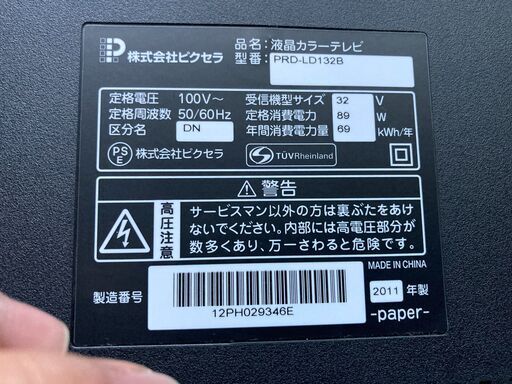 株式会社ピクセラ
品名:液晶カラーテレビ
型番: PRD-LD132B
定格電圧 100V～
定格周波数 50/60Hz
区分名 DN
受信機型サイズ 32 V
定格消費電力 89 W
年間消費電力量 69 kWh/年
PS
E
株式会社ピクセラ
TÜVRheinland
警告
高圧注意
サービスマン以外の方は裏ぶたをあけ
ないでください。内部には高電圧部分が
数多くあり、万一さわると危険です。
MADE IN CHINA
製造番号
12PH029346E
2011 年製
-paper-